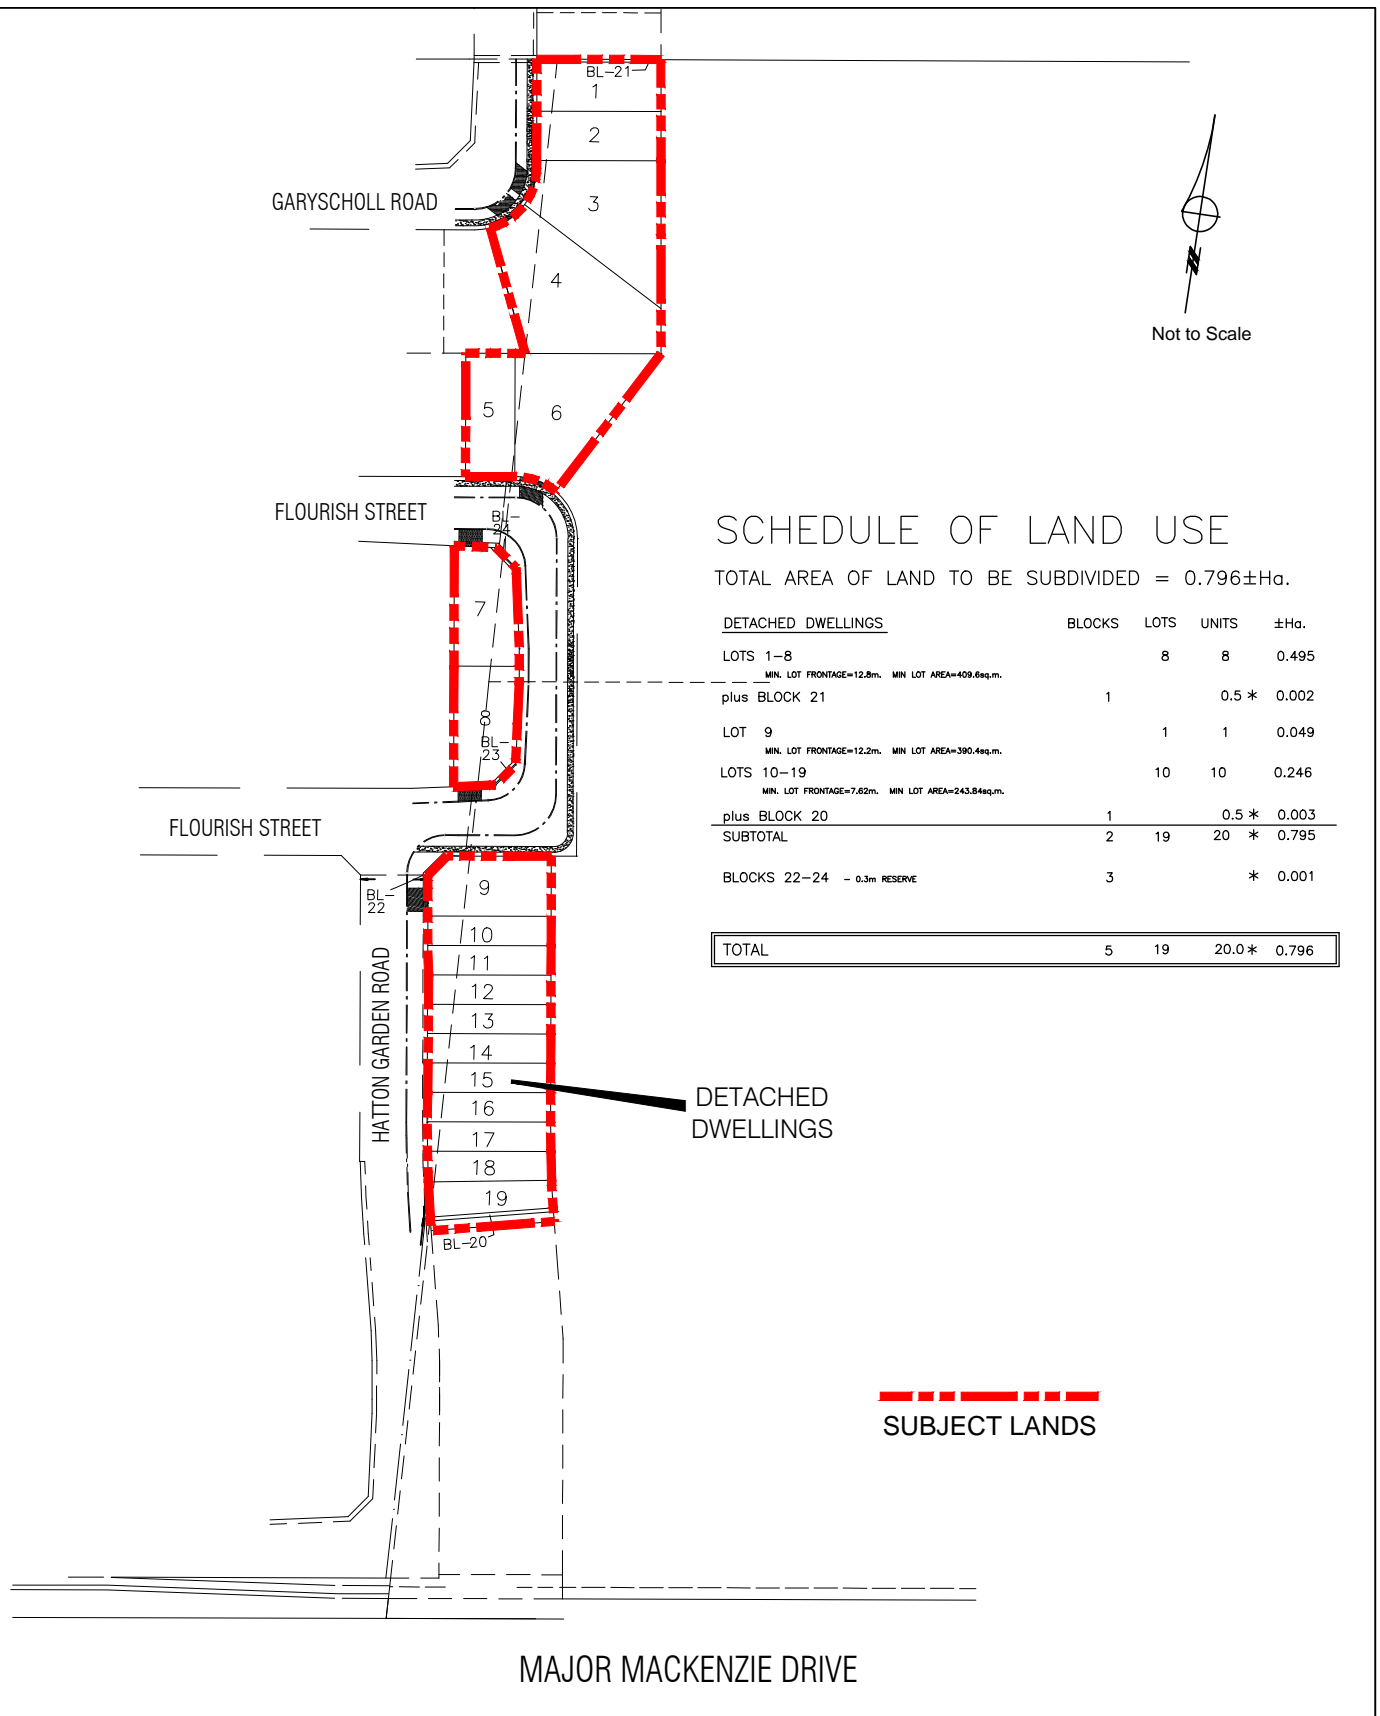 BL-21
1
2
3
GARYSCHOLL ROAD
4
N
Not to Scale
5
6
FLOURISH STREET
BL-
24
7
8
BL-
23
SCHEDULE OF LAND USE
TOTAL AREA OF LAND TO BE SUBDIVIDED = 0.796±Ha.
DETACHED DWELLINGS BLOCKS LOTS UNITS ±Ha.
LOTS 1-8 8 8 0.495
MIN. LOT FRONTAGE=12.8m. MIN LOT AREA=409.6sq.m.
plus BLOCK 21 1 0.5 * 0.002
LOT 9 1 1 0.049
MIN. LOT FRONTAGE=12.2m. MIN LOT AREA=390.4sq.m.
LOTS 10-19 10 10 0.246
MIN. LOT FRONTAGE=7.62m. MIN LOT AREA=243.84sq.m.
plus BLOCK 20 1 0.5 * 0.003
SUBTOTAL 2 19 20 * 0.795
BLOCKS 22-24 - 0.3m RESERVE 3 * 0.001
TOTAL 5 19 20.0 * 0.796
FLOURISH STREET
BL-
22
9
10
11
12
13
14
15
16
17
18
19
BL-20
HATTON GARDEN ROAD
DETACHED
DWELLINGS
SUBJECT LANDS
MAJOR MACKENZIE DRIVE